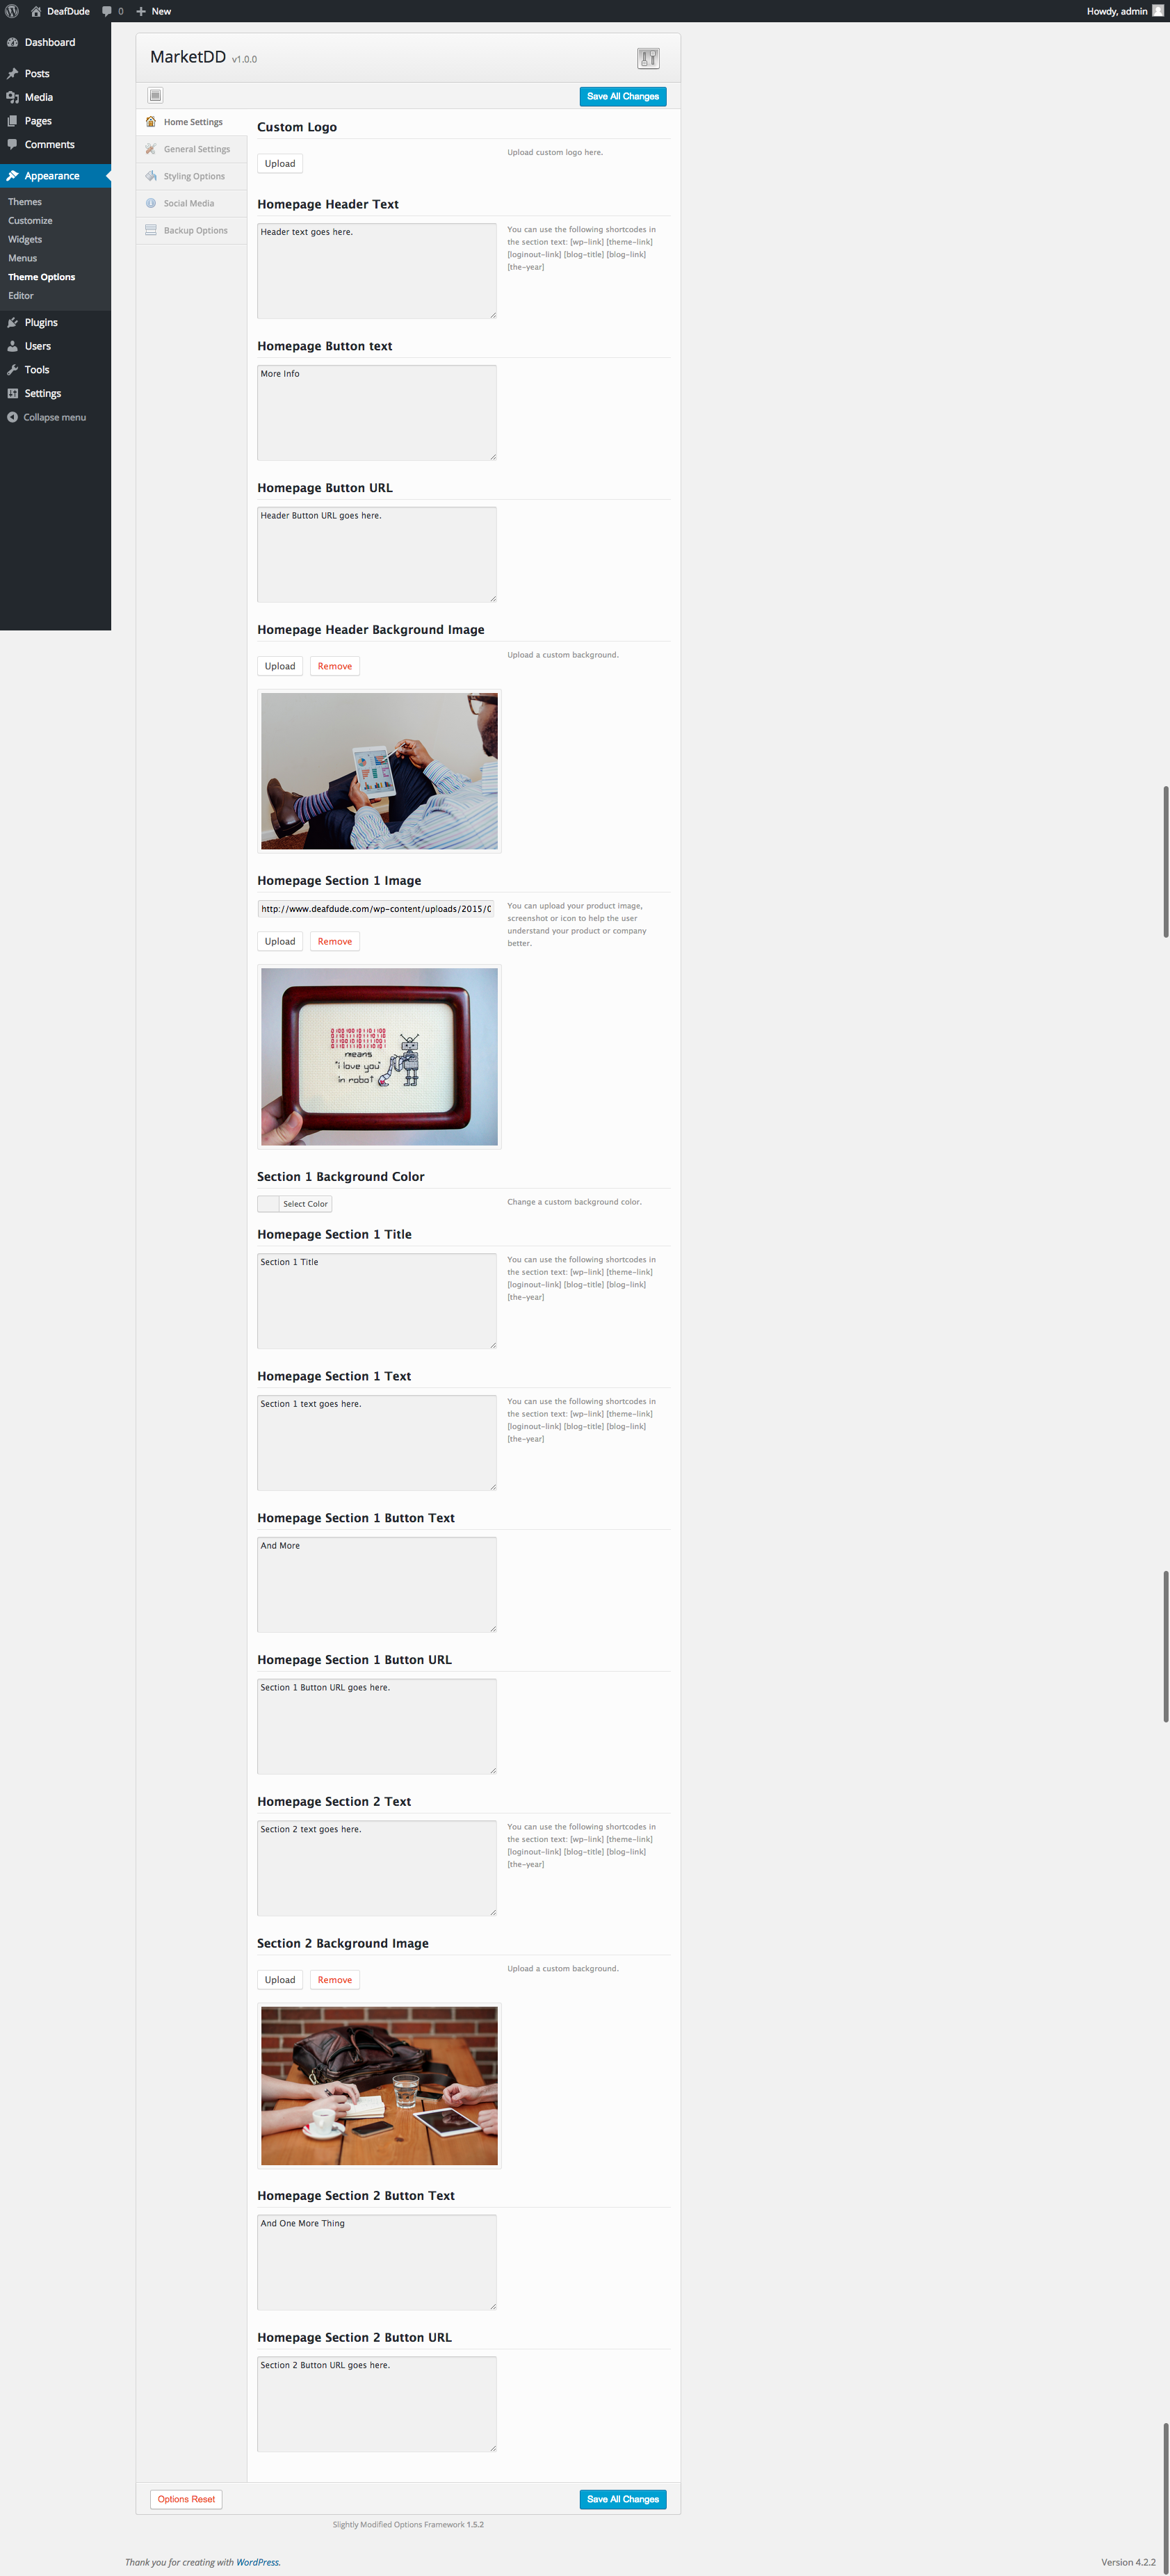 DeafDude 0 New Howdy, admin
Dashboard
Posts
Media
Pages
Comments
Appearance
Themes
Customize
Widgets
Menus
Theme Options
Editor
Plugins
Users
Tools
Settings
Collapse menu
MarketDD v1.0.0
Save All Changes
Home Settings
General Settings
Styling Options
Social Media
Backup Options
Custom Logo
Upload
Upload custom logo here.
Homepage Header Text
Header text goes here.
You can use the following shortcodes in
the section text: [wp-link] [theme-link]
[loginout-link] [blog-title] [blog-link]
[the-year]
Homepage Button text
More Info
Homepage Button URL
Header Button URL goes here.
Homepage Header Background Image
Upload Remove
Upload a custom background.
Homepage Section 1 Image
http://www.deafdude.com/wp-content/uploads/2015/0
Upload Remove
You can upload your product image,
screenshot or icon to help the user
understand your product or company
better.
means
"i love you"
in robot
Section 1 Background Color
Select Color
Change a custom background color.
Homepage Section 1 Title
Section 1 Title
You can use the following shortcodes in
the section text: [wp-link] [theme-link]
[loginout-link] [blog-title] [blog-link]
[the-year]
Homepage Section 1 Text
Section 1 text goes here.
You can use the following shortcodes in
the section text: [wp-link] [theme-link]
[loginout-link] [blog-title] [blog-link]
[the-year]
Homepage Section 1 Button Text
And More
Homepage Section 1 Button URL
Section 1 Button URL goes here.
Homepage Section 2 Text
Section 2 text goes here.
You can use the following shortcodes in
the section text: [wp-link] [theme-link]
[loginout-link] [blog-title] [blog-link]
[the-year]
Section 2 Background Image
Upload Remove
Upload a custom background.
Homepage Section 2 Button Text
And One More Thing
Homepage Section 2 Button URL
Section 2 Button URL goes here.
Options Reset
Save All Changes
Slightly Modified Options Framework 1.5.2
Thank you for creating with WordPress.
Version 4.2.2